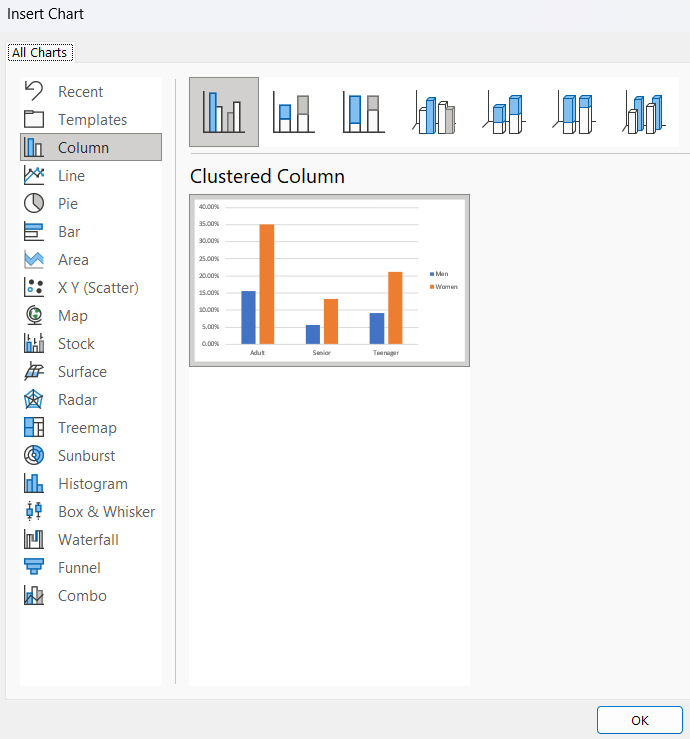 Insert Chart
All Charts
Recent
Templates
Column
Line
Pie
Bar
Area
X Y (Scatter)
Map
Stock
Surface
Radar
Treemap
Sunburst
Histogram
Box & Whisker
Waterfall
Funnel
Combo
Clustered Column
40.00%
35.00%
30.00%
25.00%
20.00%
15.00%
10.00%
5.00%
0.00%
Adult Senior Teenager
Men
Women
OK